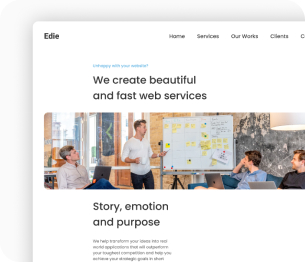 Edie
Home Services Our Works Clients
Unhappy with your website?
We create beautiful
and fast web services
Story, emotion
and purpose
We help transform your ideas into real
world applications that will outperform
your toughest competition and help you
achieve your strategic goals in short